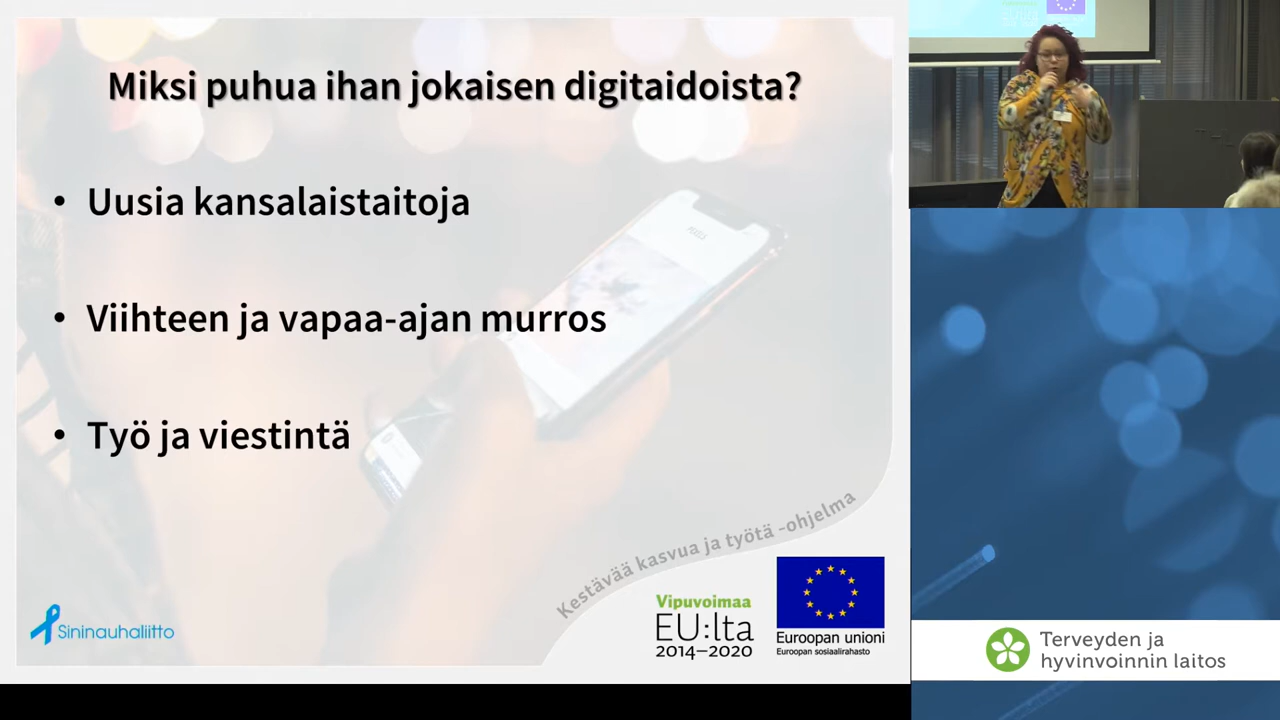 Miksi puhua ihan jokaisen digitaidoista?
• Uusia kansalaistaitoja
• Viihteen ja vapaa-ajan murros
• Työ ja viestintä
Kestävää kasvua ja työtä -ohjelma
Sininauhaliitto
Vipuvoimaa
EU:lta
2014–2020
Euroopan unioni
Euroopan sosiaalirahasto
Terveyden ja
hyvinvoinnin laitos